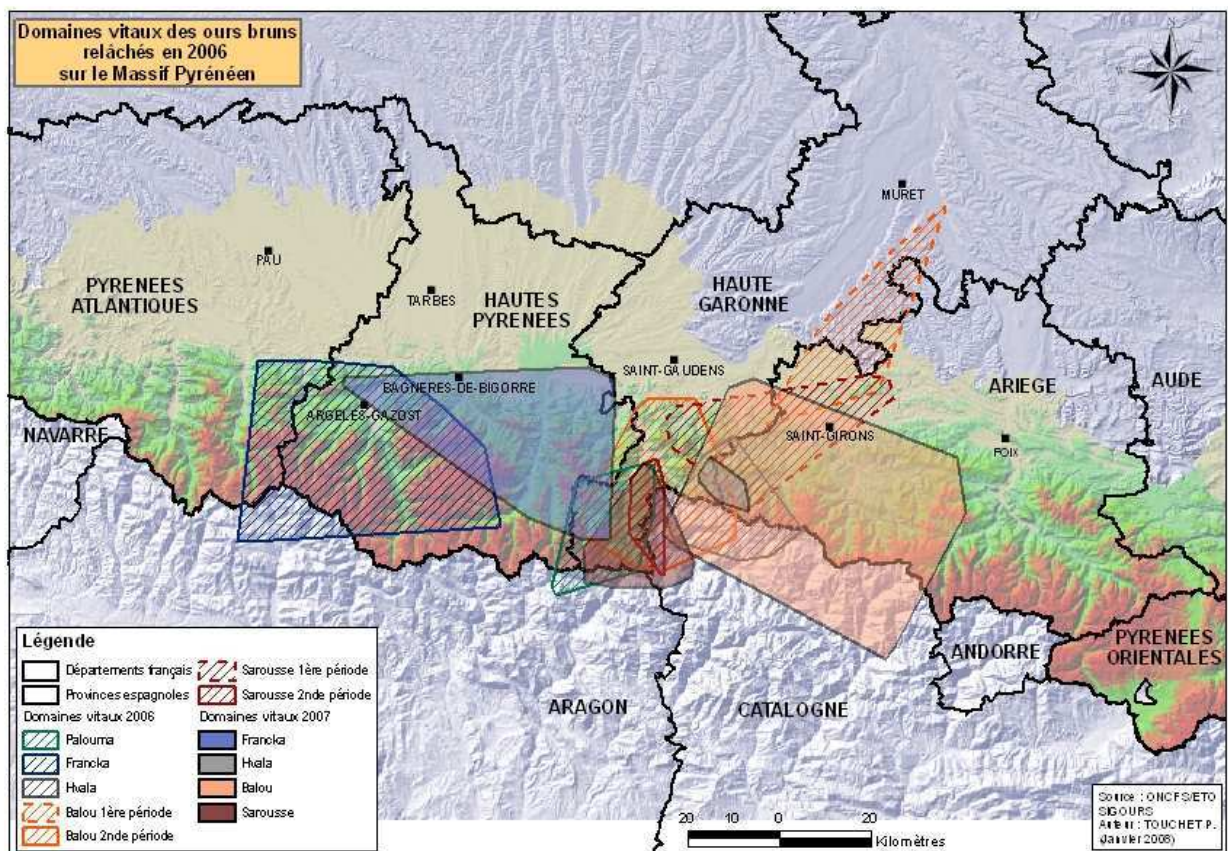 Domaines vitaux des ours bruns
relâchés en 2006
sur le Massif Pyrénéen
N
MURET
PAU
PYRENEES
ATLANTIQUES
TARBES
HAUTES
PYRENEES
HAUTE
GARONNE
SAINT-GAUDENS
BAGNERES-DE-BIGORRE
ARGELES-GAZOST
ARIEGE
AUDE
NAVARRE
SAINT-GIRONS
FOIX
ANDORRE
PYRENEES
ORIENTALES
ARAGON
CATALOGNE
Légende
Départements français
Provinces espagnoles
Domaines vitaux 2006
Palouma
Francka
Hvala
Balou 1ère période
Balou 2nde période
Sarousse 1ère période
Sarousse 2nde période
Domaines vitaux 2007
Francka
Hvala
Balou
Sarousse
20 10 0 20
Kilomètres
Source : ONCFS/ETO
SIGOURS
Auteur : TOUCHET P.
(Janvier 2008)